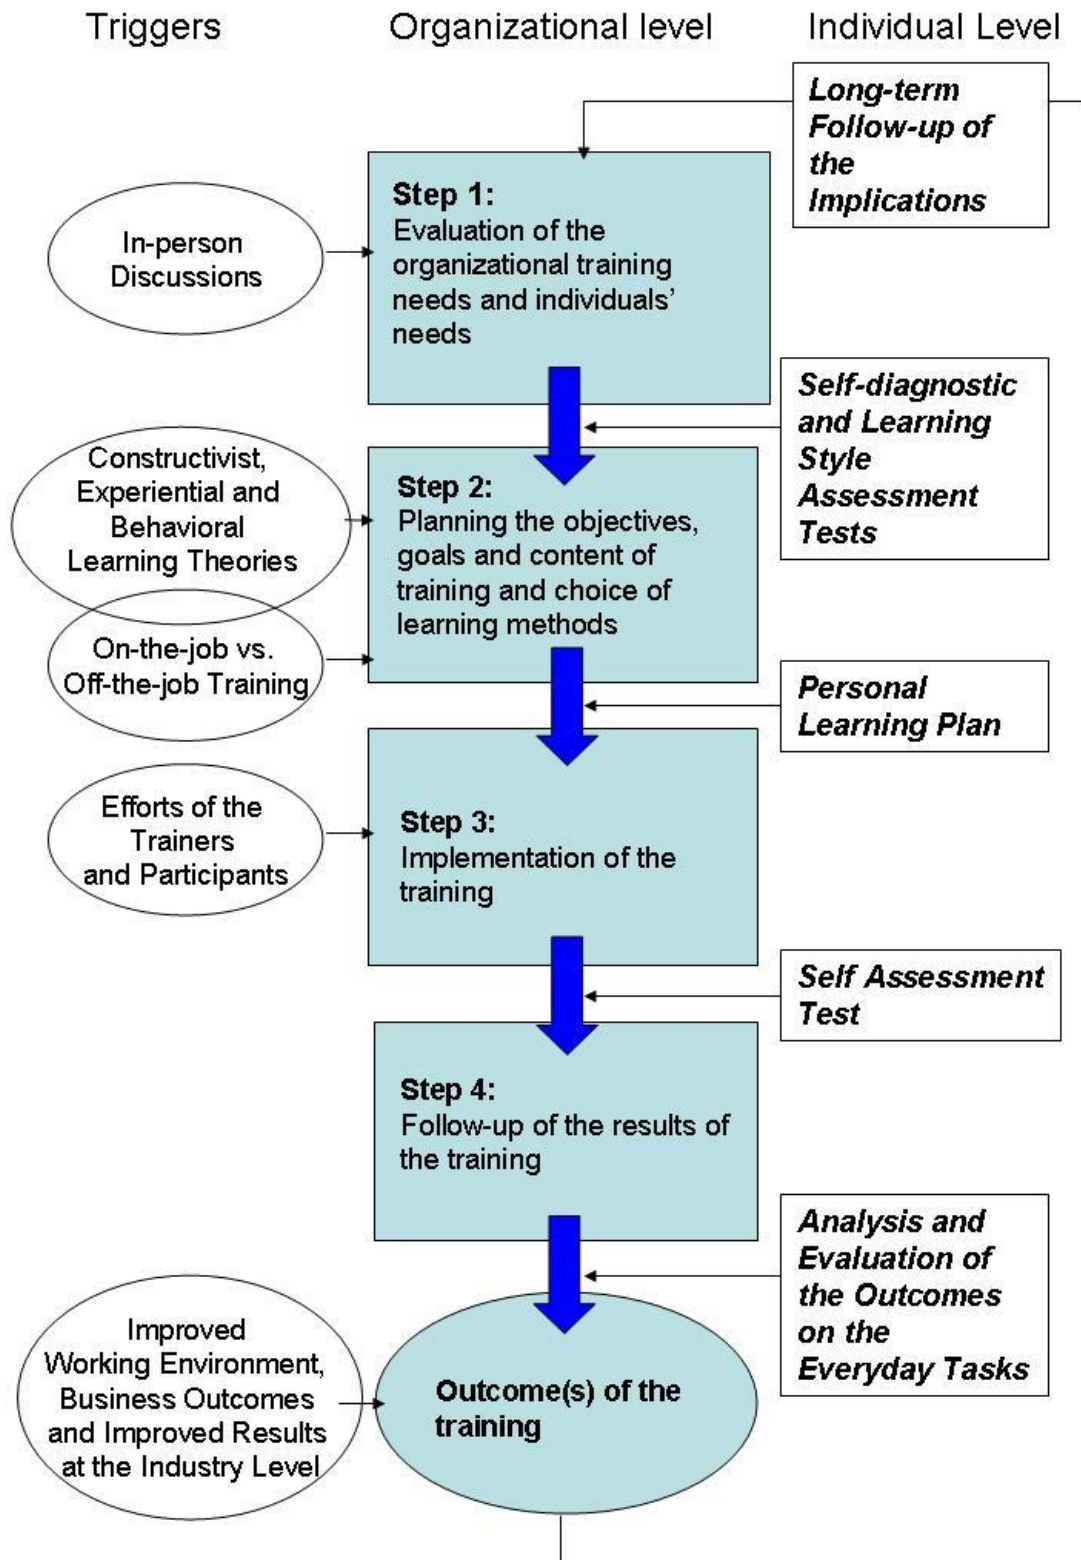 Triggers
Organizational level
Individual Level
Long-term
Follow-up of
the
Implications
Step 1:
Evaluation of the
organizational training
needs and individuals’
needs
In-person
Discussions
Self-diagnostic
and Learning
Style
Assessment
Tests
Constructivist,
Experiential and
Behavioral
Learning Theories
Step 2:
Planning the objectives,
goals and content of
training and choice of
learning methods
On-the-job vs.
Off-the-job Training
Personal
Learning Plan
Efforts of the
Trainers
and Participants
Step 3:
Implementation of the
training
Self Assessment
Test
Step 4:
Follow-up of the results of
the training
Analysis and
Evaluation of
the Outcomes
on the
Everyday Tasks
Improved
Working Environment,
Business Outcomes
and Improved Results
at the Industry Level
Outcome(s) of the
training